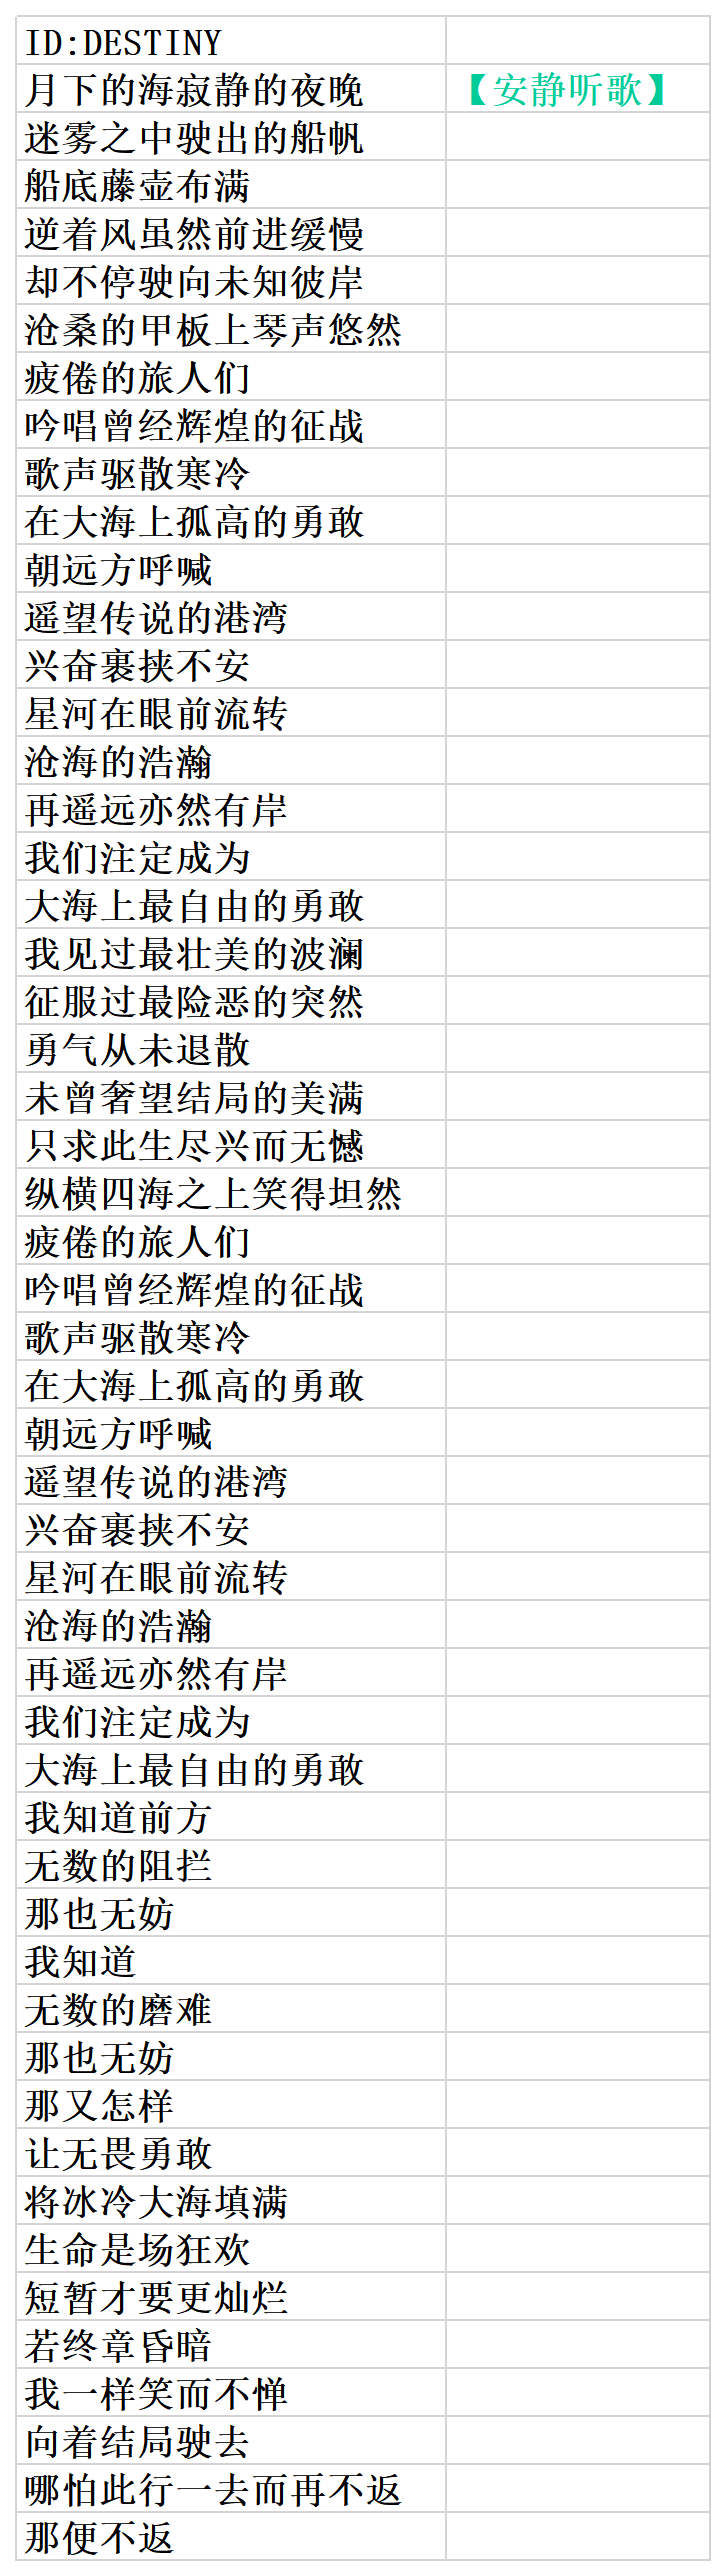 ID:DESTINY
月下的海寂静的夜晚 【安静听歌】
迷雾之中驶出的船帆
船底藤壶布满
逆着风虽然前进缓慢
却不停驶向未知彼岸
沧桑的甲板上琴声悠然
疲倦的旅人们
吟唱曾经辉煌的征战
歌声驱散寒冷
在大海上孤高的勇敢
朝远方呼喊
遥望传说的港湾
兴奋裹挟不安
星河在眼前流转
沧海的浩瀚
再遥远亦然有岸
我们注定成为
大海上最自由的勇敢
我见过最壮美的波澜
征服过最险恶的突然
勇气从未退散
未曾奢望结局的美满
只求此生尽兴而无憾
纵横四海之上笑得坦然
疲倦的旅人们
吟唱曾经辉煌的征战
歌声驱散寒冷
在大海上孤高的勇敢
朝远方呼喊
遥望传说的港湾
兴奋裹挟不安
星河在眼前流转
沧海的浩瀚
再遥远亦然有岸
我们注定成为
大海上最自由的勇敢
我知道前方
无数的阻拦
那也无妨
我知道
无数的磨难
那也无妨
那又怎样
让无畏勇敢
将冰冷大海填满
生命是场狂欢
短暂才要更灿烂
若终章昏暗
我一样笑而不惮
向着结局驶去
哪怕此行一去而再不返
那便不返